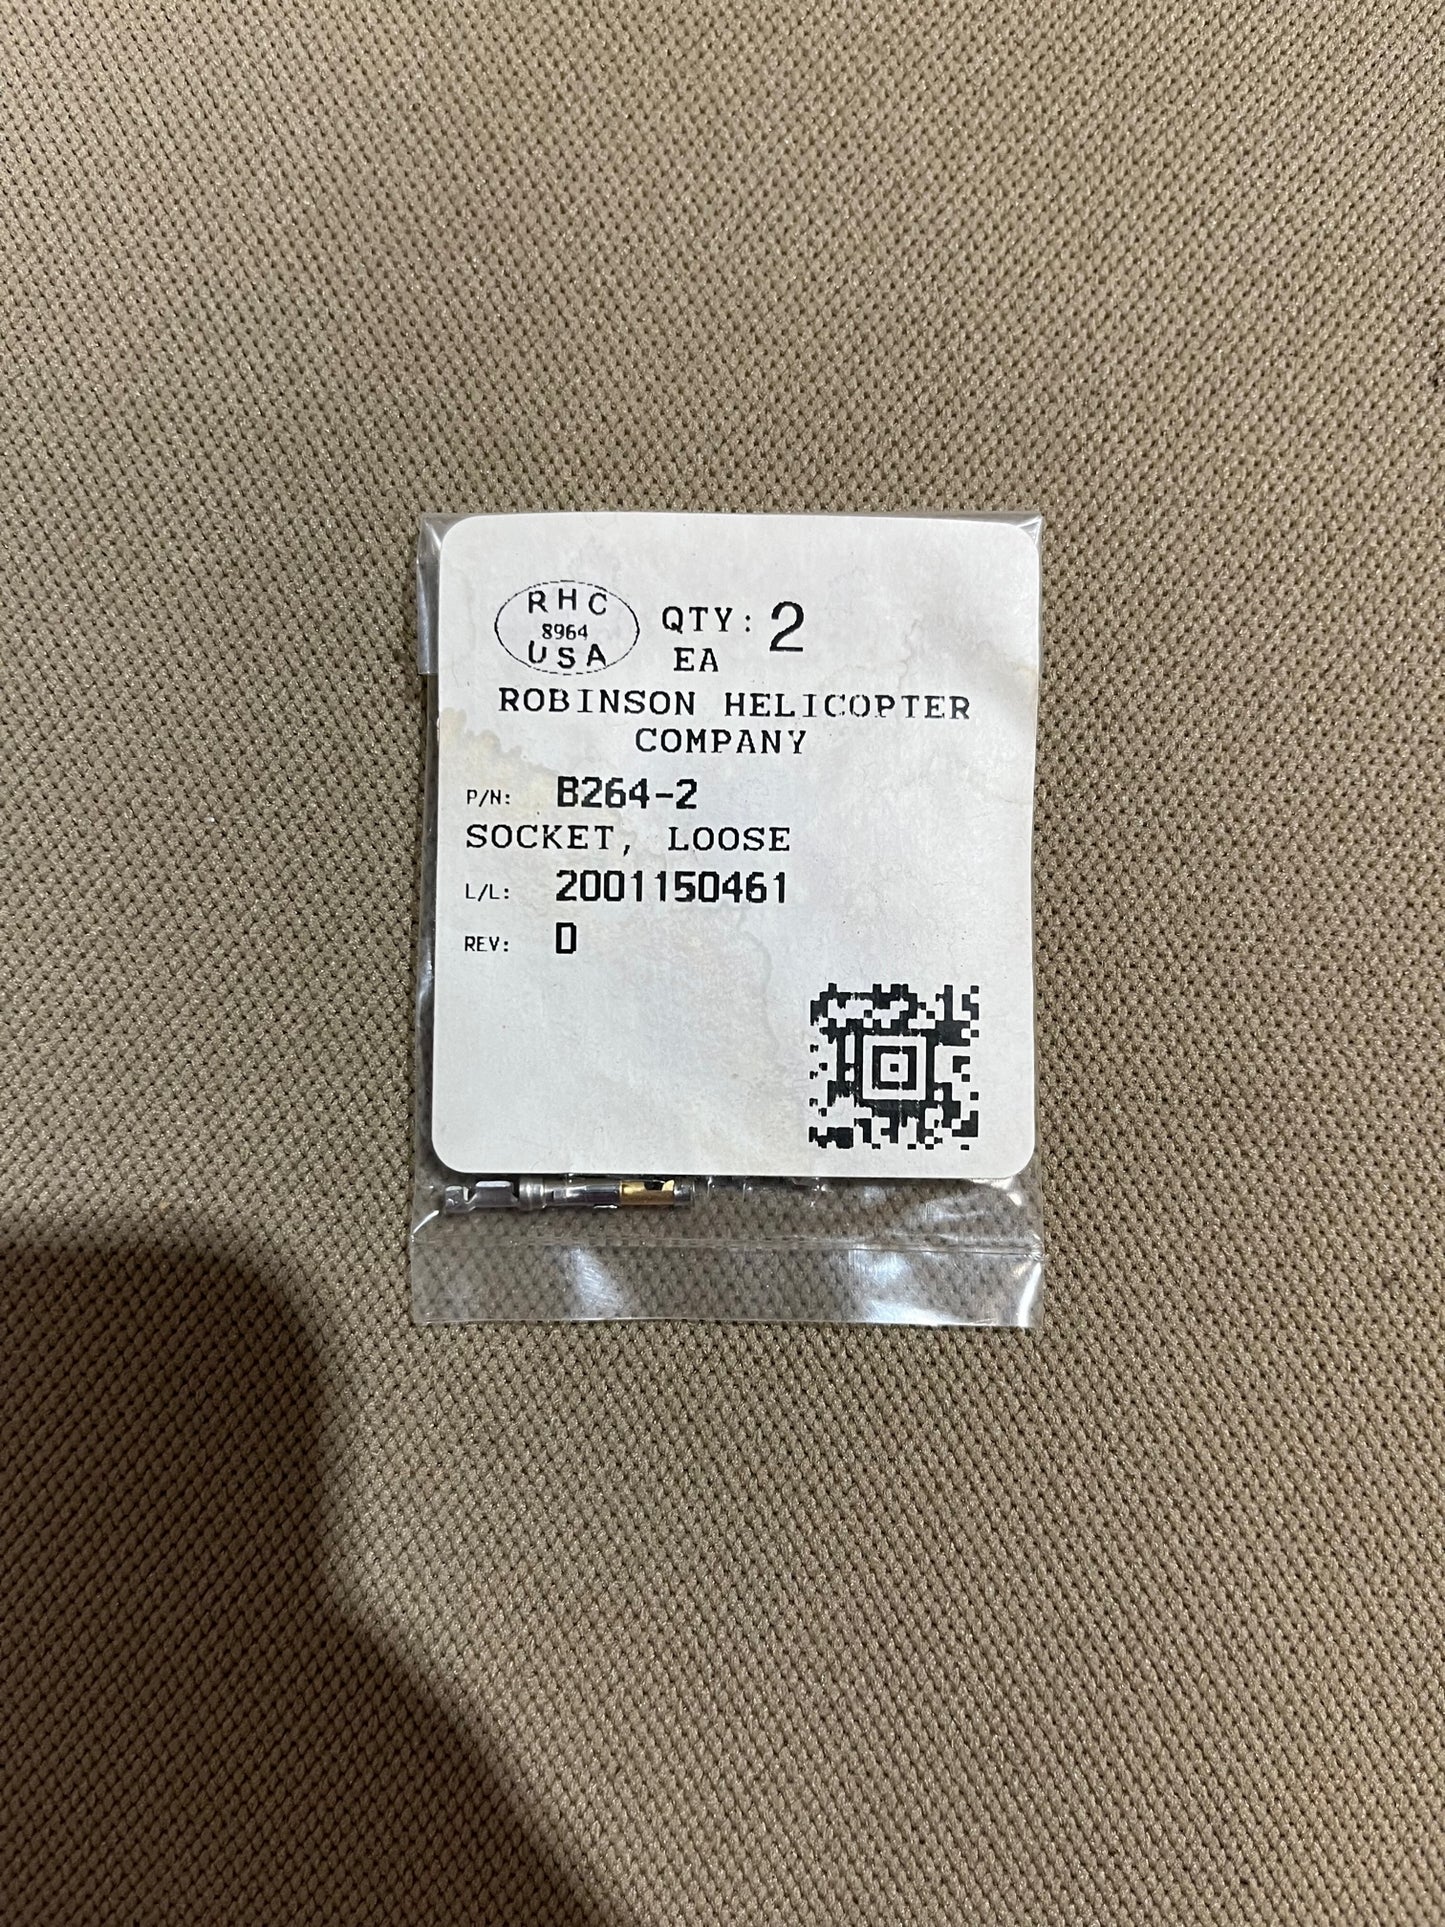 RHC
8964
USA
QTY: 2
EA
ROBINSON HELICOPTER
COMPANY
P/N: B264-2
SOCKET, LOOSE
L/L: 2001150461
REV: D